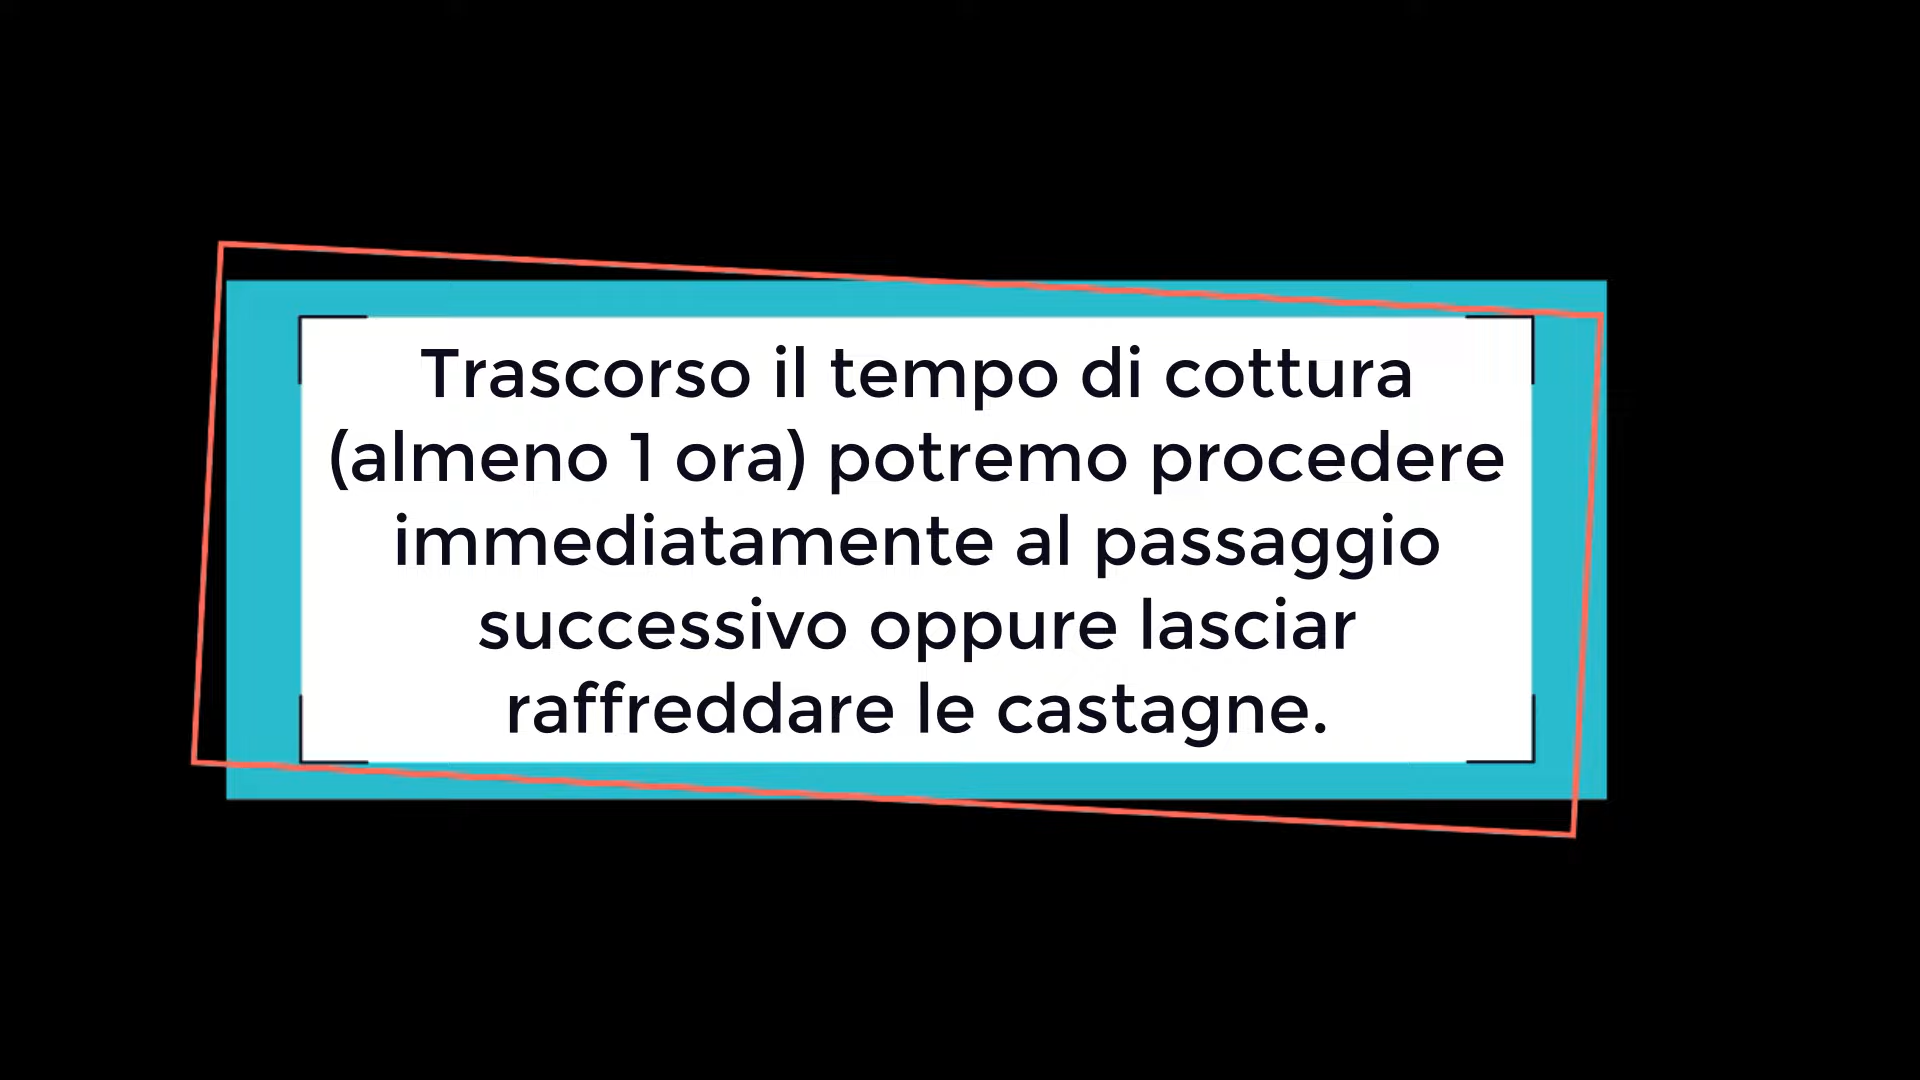 Trascorso il tempo di cottura
(almeno 1 ora) potremo procedere
immediatamente al passaggio
successivo oppure lasciar
raffreddare le castagne.